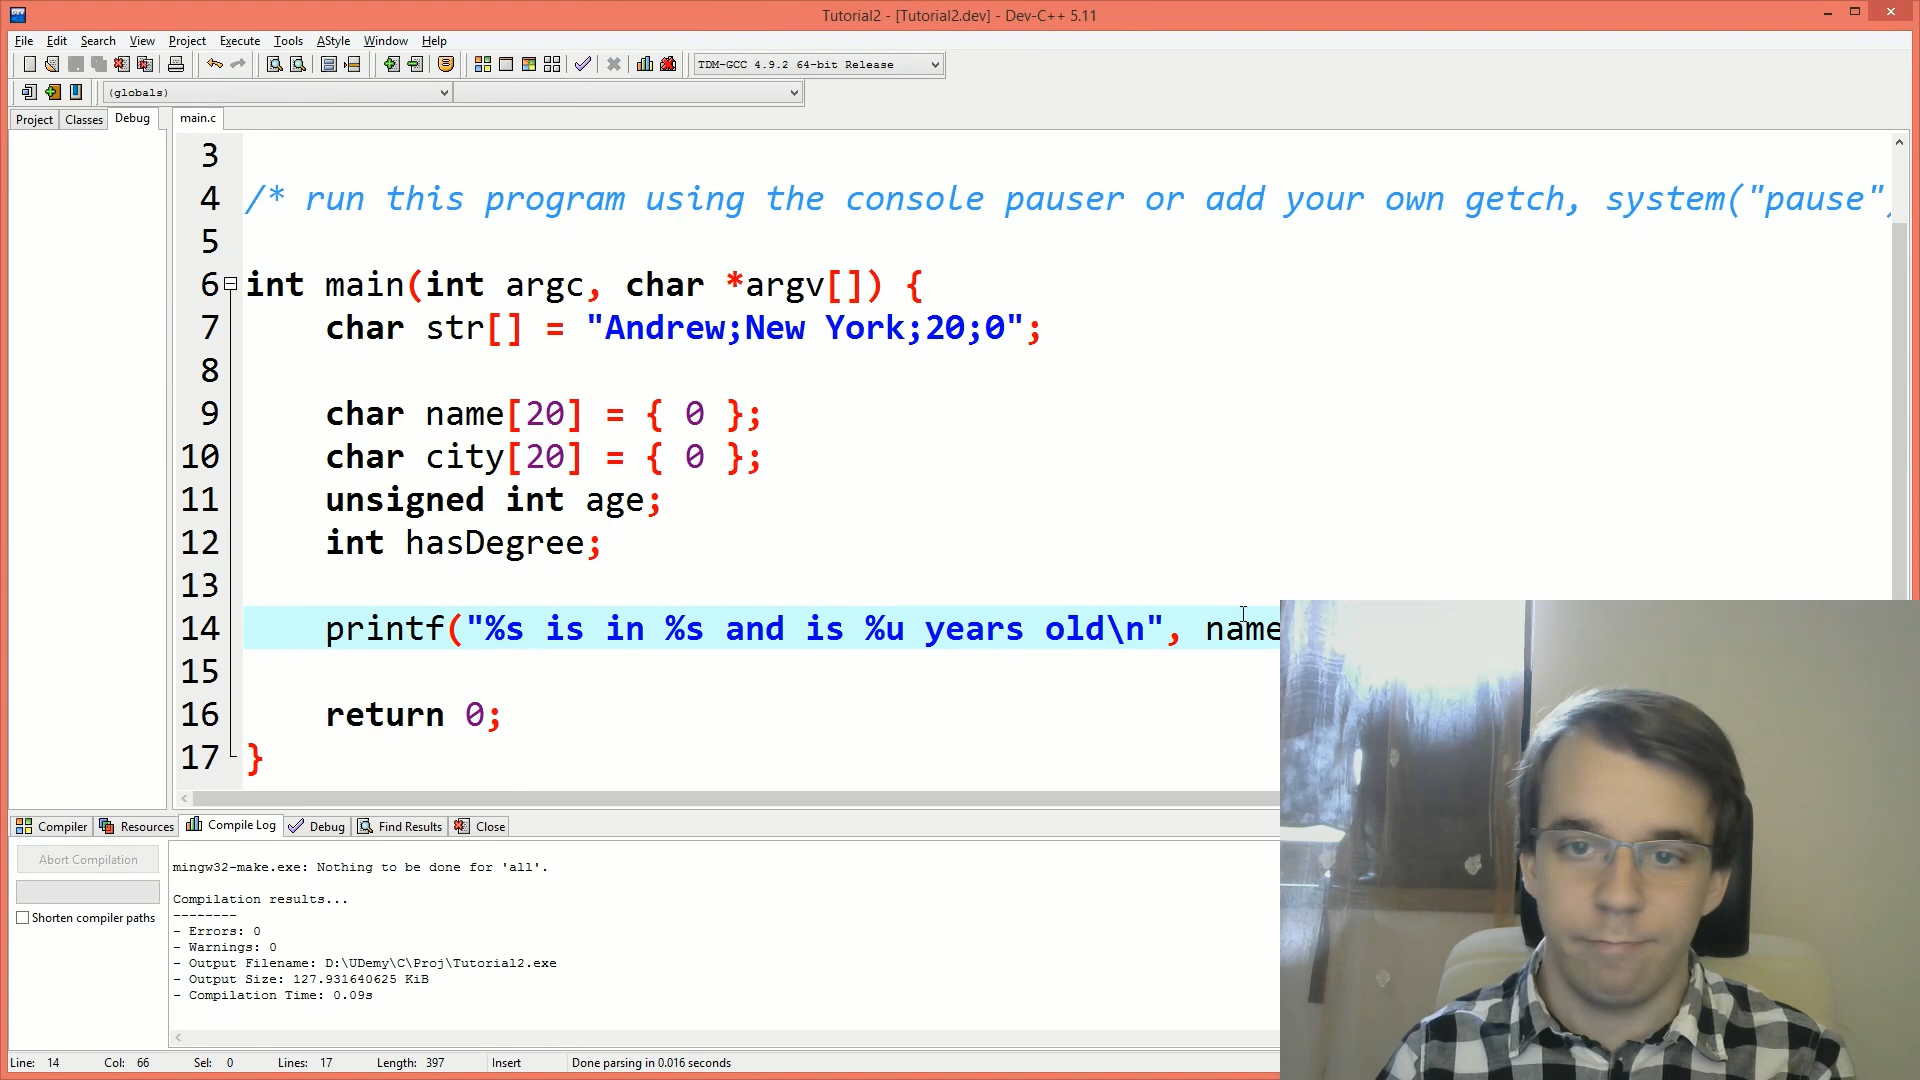 Tutorial2 - [Tutorial2.dev] - Dev-C++ 5.11
File Edit Search View Project Execute Tools AStyle Window Help
TDM-GCC 4.9.2 64-bit Release
(globals)
Project Classes Debug main.c
3
4 /* run this program using the console pauser or add your own getch, system("pause")
5
6 int main(int argc, char *argv[]) {
7 char str[] = "Andrew;New York;20;0";
8
9 char name[20] = { 0 };
10 char city[20] = { 0 };
11 unsigned int age;
12 int hasDegree;
13
14 printf("%s is in %s and is %u years old\n", name
15
16 return 0;
17 }
Compiler Resources Compile Log Debug Find Results Close
Abort Compilation
Shorten compiler paths
mingw32-make.exe: Nothing to be done for 'all'.
Compilation results...
--------
- Errors: 0
- Warnings: 0
- Output Filename: D:\UDemy\C\Proj\Tutorial2.exe
- Output Size: 127.931640625 KiB
- Compilation Time: 0.09s
Line: 14 Col: 66 Sel: 0 Lines: 17 Length: 397 Insert Done parsing in 0.016 seconds